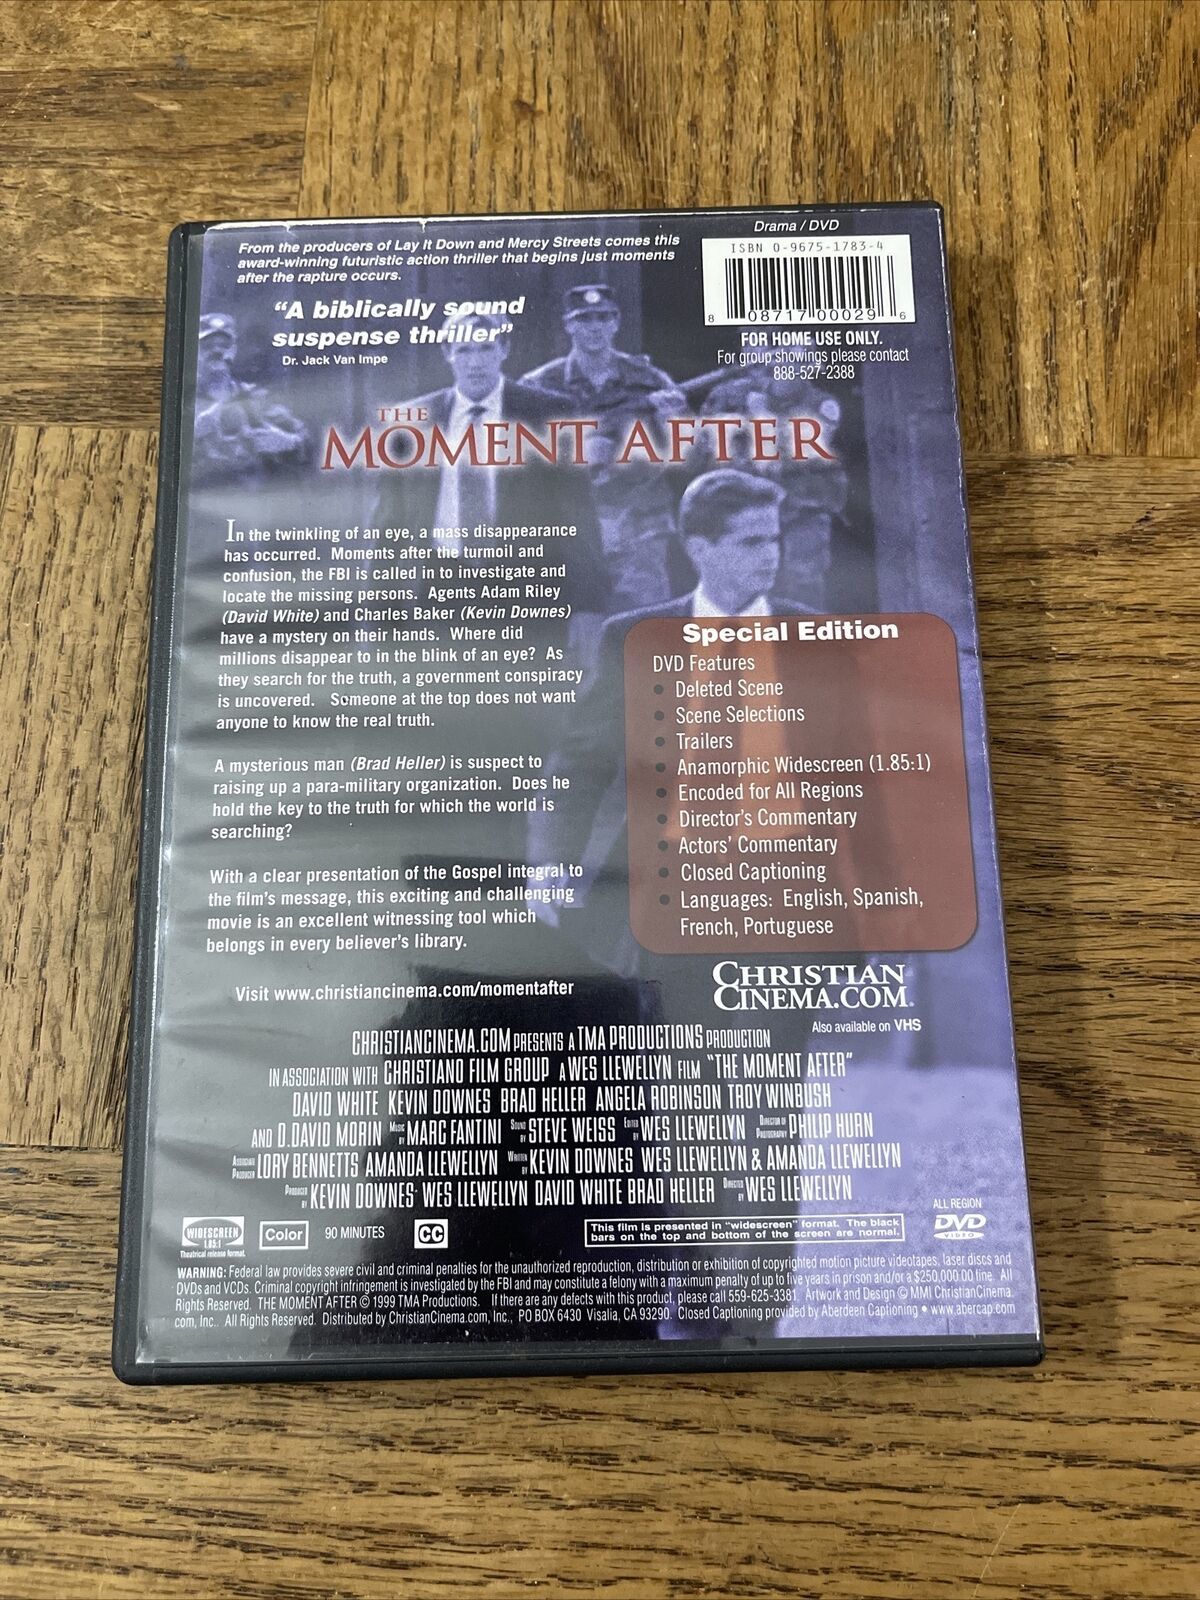 From the producers of Lay It Down and Mercy Streets comes this
award-winning futuristic action thriller that begins just moments
after the rapture occurs.
"A biblically sound
suspense thriller"
Dr. Jack Van Impe
Drama / DVD
ISBN 0-9675-1783-4
8 08717 00029 6
FOR HOME USE ONLY.
For group showings please contact
888-527-2388
THE
MOMENT AFTER
In the twinkling of an eye, a mass disappearance
has occurred. Moments after the turmoil and
confusion, the FBI is called in to investigate and
locate the missing persons. Agents Adam Riley
(David White) and Charles Baker (Kevin Downes)
have a mystery on their hands. Where did
millions disappear to in the blink of an eye? As
they search for the truth, a government conspiracy
is uncovered. Someone at the top does not want
anyone to know the real truth.
A mysterious man (Brad Heller) is suspect to
raising up a para-military organization. Does he
hold the key to the truth for which the world is
searching?
With a clear presentation of the Gospel integral to
the film's message, this exciting and challenging
movie is an excellent witnessing tool which
belongs in every believer's library.
Visit www.christiancinema.com/momentafter
Special Edition
DVD Features
• Deleted Scene
• Scene Selections
• Trailers
• Anamorphic Widescreen (1.85:1)
• Encoded for All Regions
• Director's Commentary
• Actors' Commentary
• Closed Captioning
• Languages: English, Spanish,
French, Portuguese
CHRISTIAN
CINEMA.COM®
Also available on VHS
CHRISTIANCINEMA.COM PRESENTS A TMA PRODUCTIONS PRODUCTION
IN ASSOCIATION WITH CHRISTIANO FILM GROUP A WES LLEWELLYN FILM "THE MOMENT AFTER"
DAVID WHITE KEVIN DOWNES BRAD HELLER ANGELA ROBINSON TROY WINBUSH
AND D.DAVID MORIN Music by MARC FANTINI Sound by STEVE WEISS Edited by WES LLEWELLYN Director of Photography PHILIP HURN
Associate Producer LORY BENNETTS AMANDA LLEWELLYN Written by KEVIN DOWNES WES LLEWELLYN & AMANDA LLEWELLYN
Produced by KEVIN DOWNES WES LLEWELLYN DAVID WHITE BRAD HELLER Directed by WES LLEWELLYN
WIDESCREEN
1.85:1
Theatrical release format.
Color
90 MINUTES
CC
This film is presented in "widescreen" format. The black
bars on the top and bottom of the screen are normal.
ALL REGION
DVD
VIDEO
WARNING: Federal law provides severe civil and criminal penalties for the unauthorized reproduction, distribution or exhibition of copyrighted motion picture videotapes, laser discs and
DVDs and VCDs. Criminal copyright infringement is investigated by the FBI and may constitute a felony with a maximum penalty of up to five years in prison and/or a $250,000.00 fine. All
Rights Reserved. THE MOMENT AFTER © 1999 TMA Productions. If there are any defects with this product, please call 559-625-3381. Artwork and Design © MMI ChristianCinema.
com, Inc.. All Rights Reserved. Distributed by ChristianCinema.com, Inc., PO BOX 6430 Visalia, CA 93290. Closed Captioning provided by Aberdeen Captioning • www.abercap.com